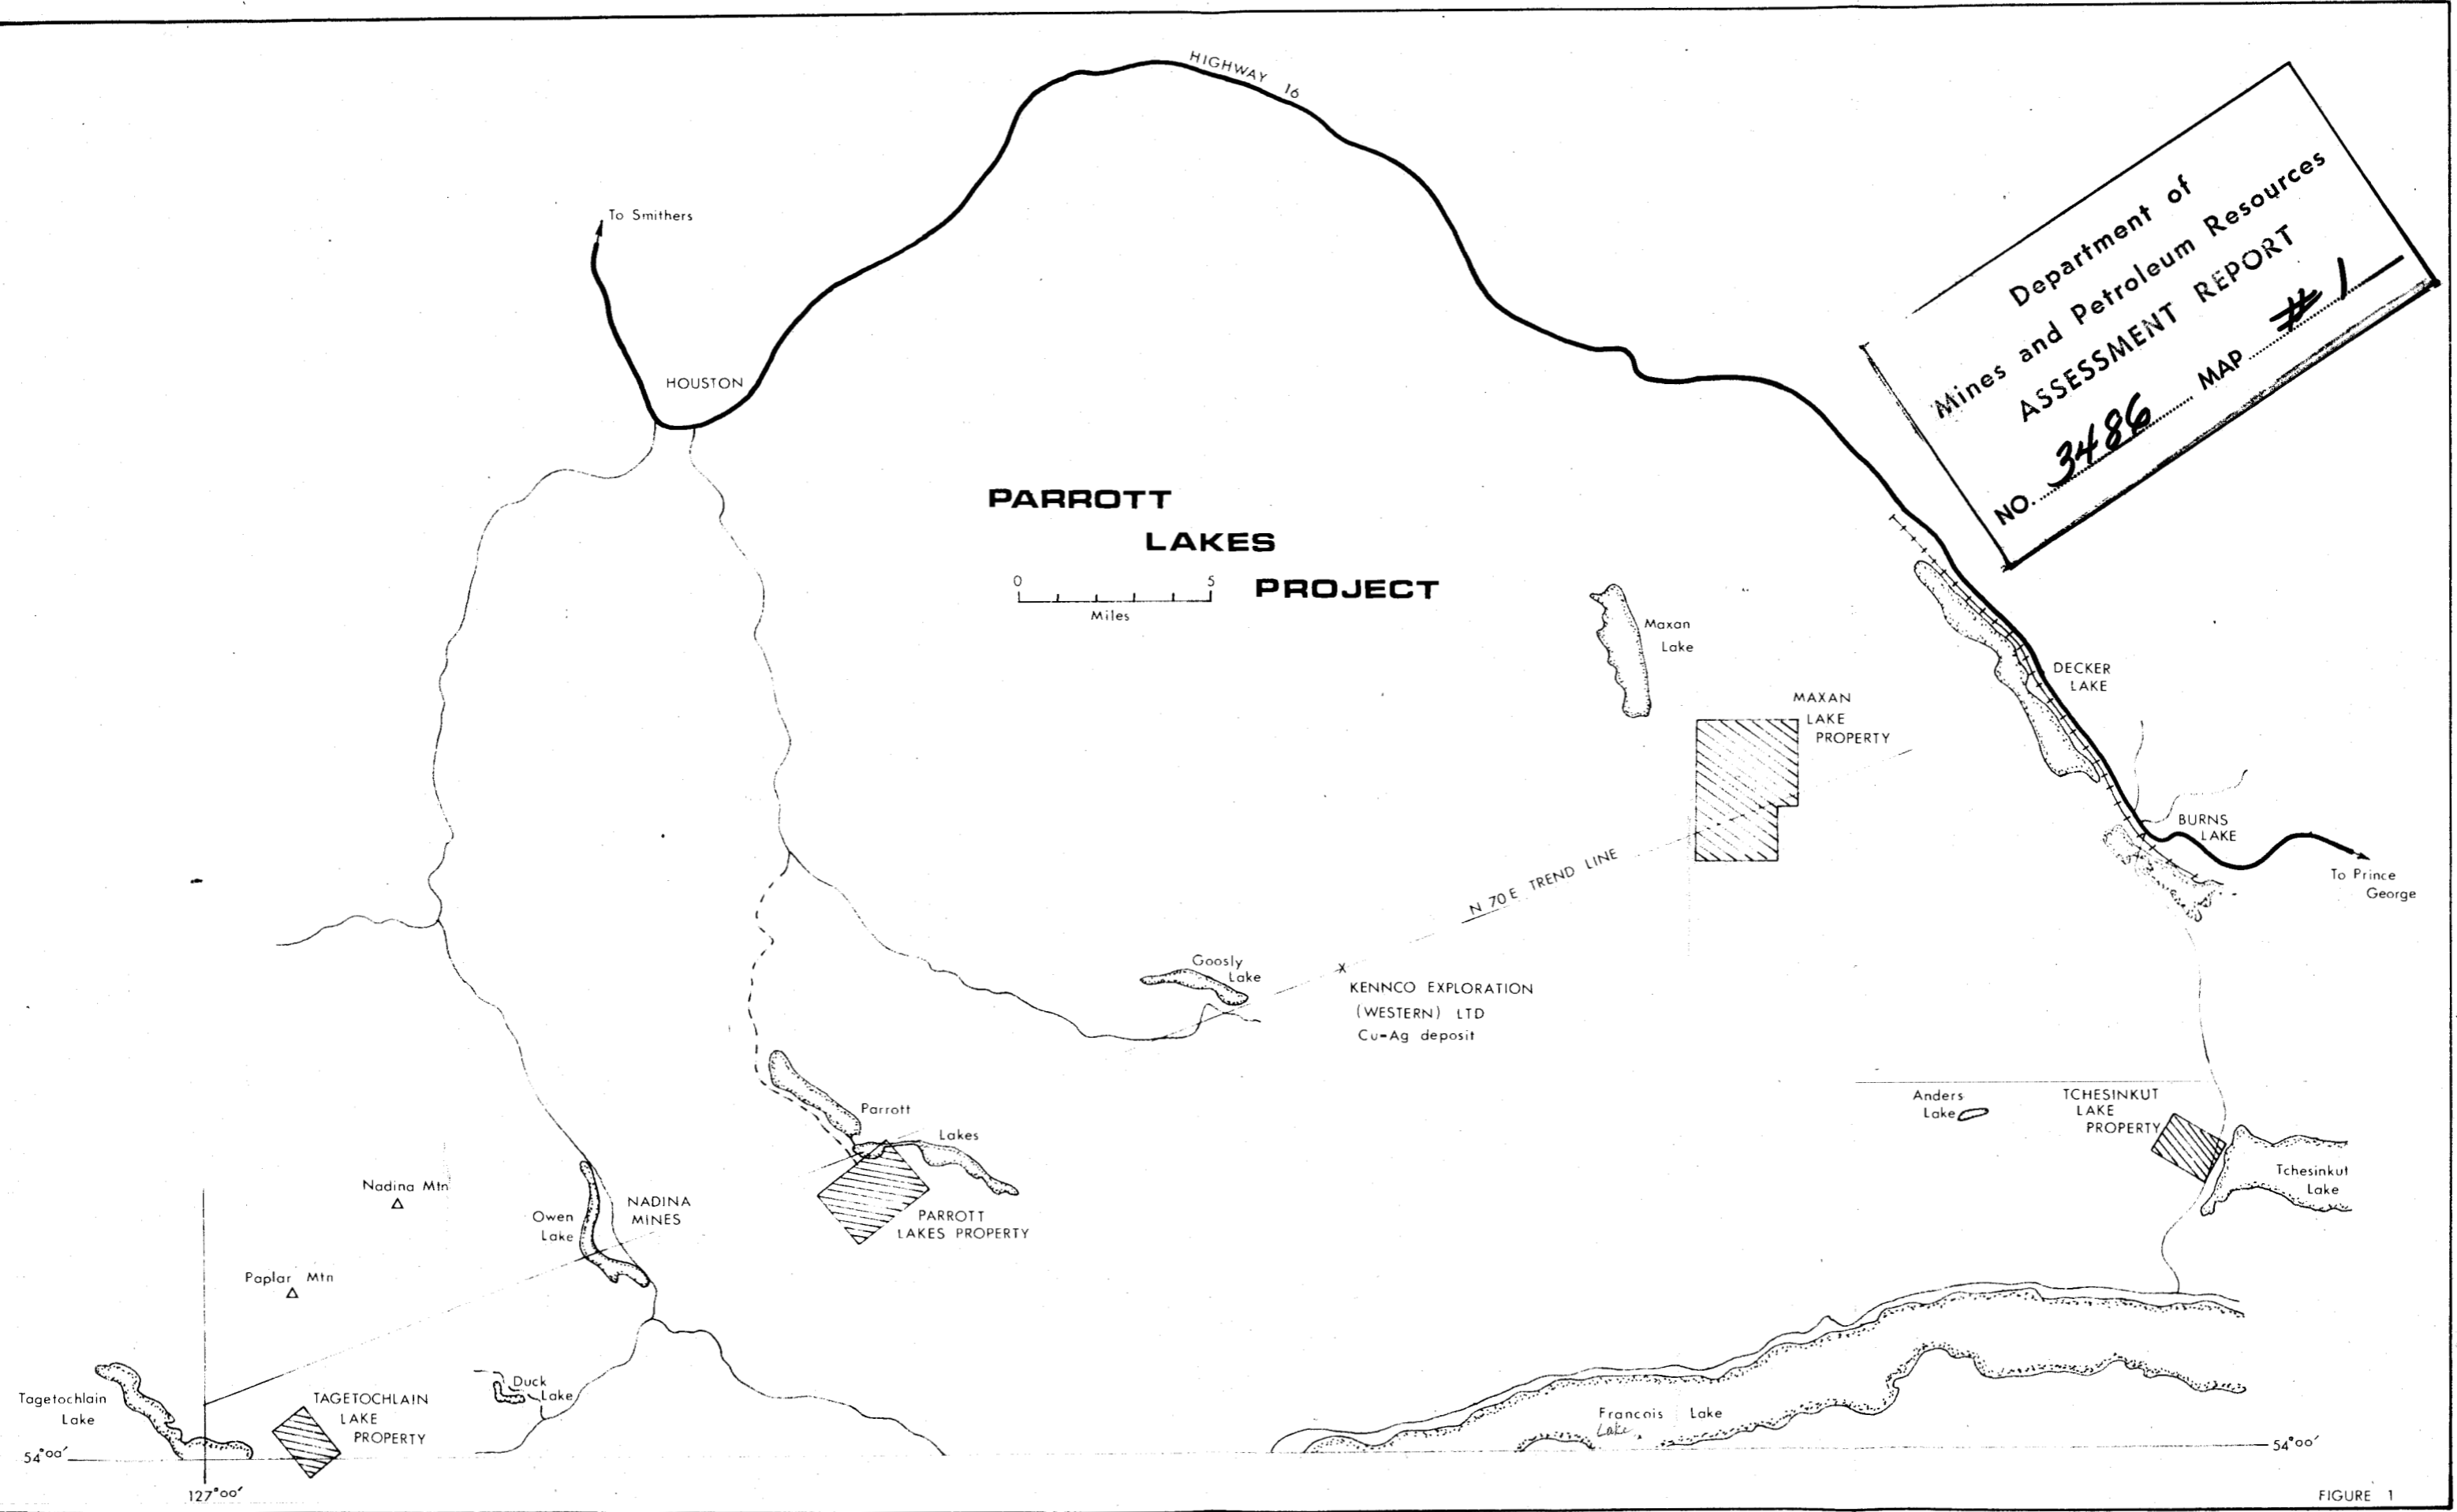 HIGHWAY 16
To Smithers
HOUSTON
Department of
Mines and Petroleum Resources
ASSESSMENT REPORT
NO. 3486 MAP #1
PARROTT
LAKES
PROJECT
0 5
Miles
Maxan
Lake
DECKER
LAKE
MAXAN
LAKE
PROPERTY
BURNS
LAKE
To Prince
George
N 70 E TREND LINE
Goosly
Lake
x
KENNCO EXPLORATION
(WESTERN) LTD
Cu-Ag deposit
Anders
Lake
TCHESINKUT
LAKE
PROPERTY
Tchesinkut
Lake
Parrott
Lakes
PARROTT
LAKES PROPERTY
Nadina Mtn
Owen
Lake
NADINA
MINES
Paplar Mtn
Duck
Lake
Tagetochlain
Lake
TAGETOCHLAIN
LAKE
PROPERTY
Francois Lake
Lake
54°00'
54°00'
127°00'
FIGURE 1